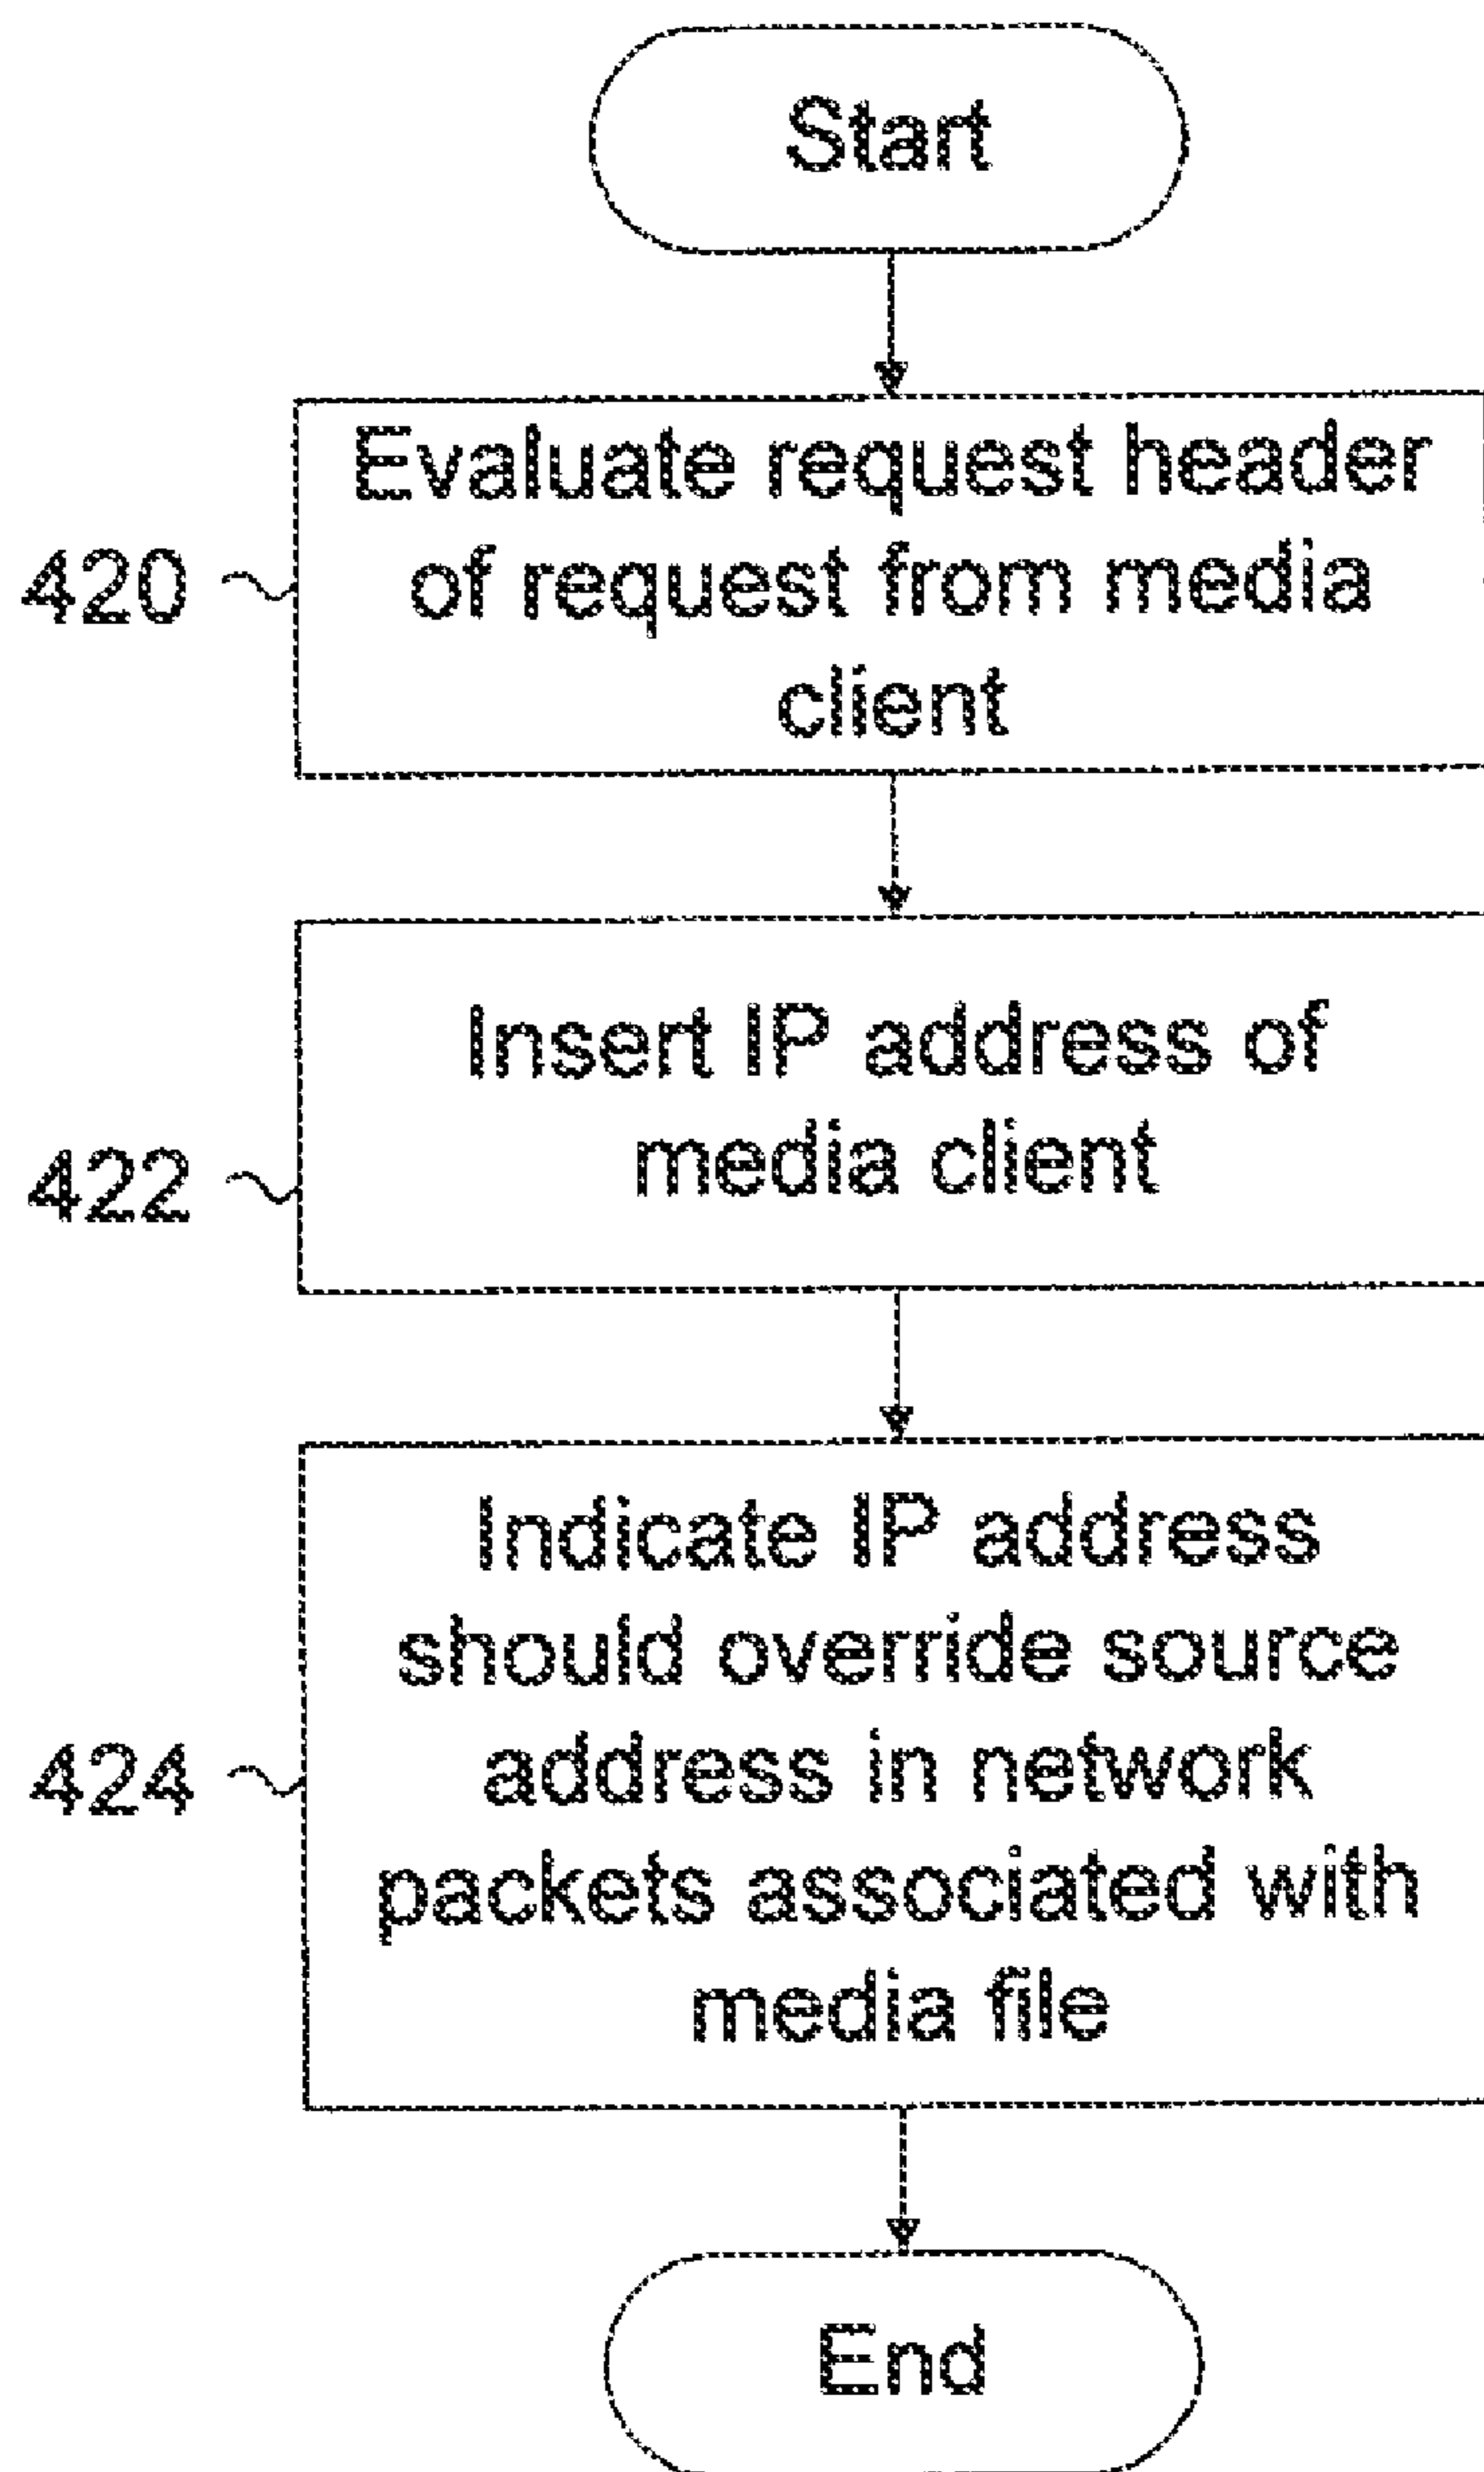 Start
Evaluate request header
of request from media
client
420
Insert IP address of
media client
422
Indicate IP address
should override source
address in network
packets associated with
media file
424
End